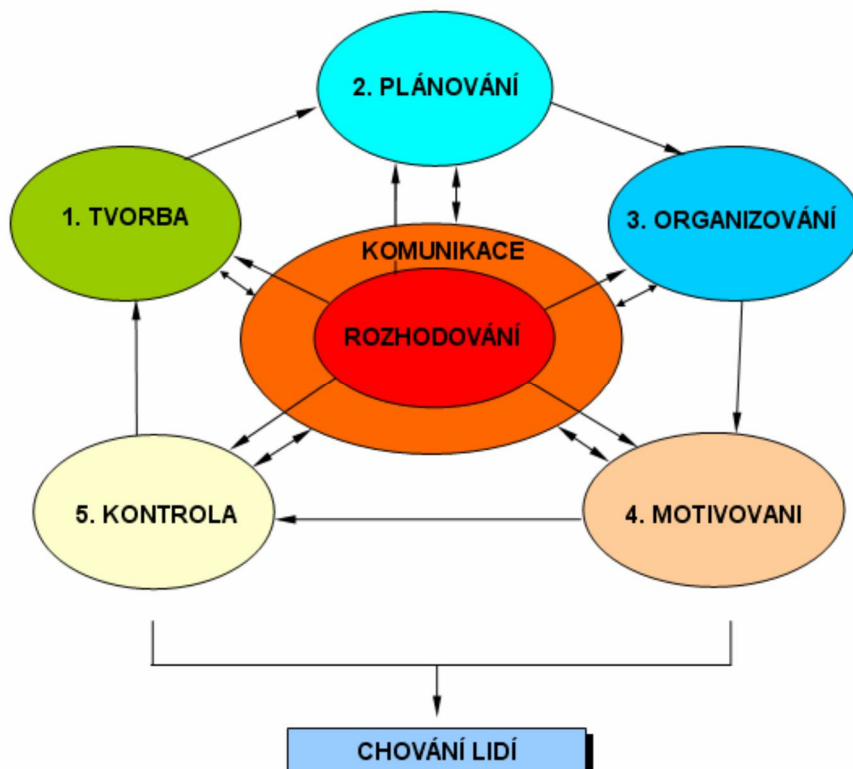 2. PLÁNOVÁNÍ
1. TVORBA
3. ORGANIZOVÁNÍ
KOMUNIKACE
ROZHODOVÁNÍ
5. KONTROLA
4. MOTIVOVANI
CHOVÁNÍ LIDÍ